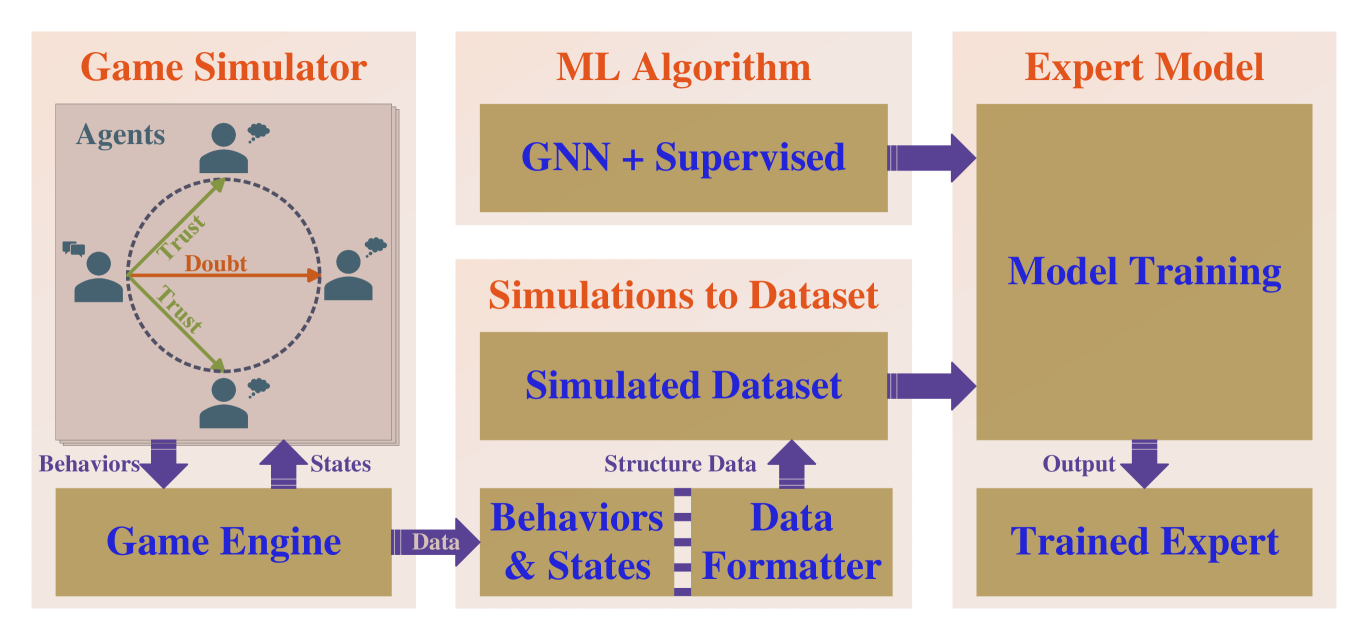 Game Simulator
Agents
Trust
Doubt
Trust
Behaviors
States
Game Engine
Data
ML Algorithm
GNN + Supervised
Simulations to Dataset
Simulated Dataset
Structure Data
Behaviors
& States
Data
Formatter
Expert Model
Model Training
Output
Trained Expert